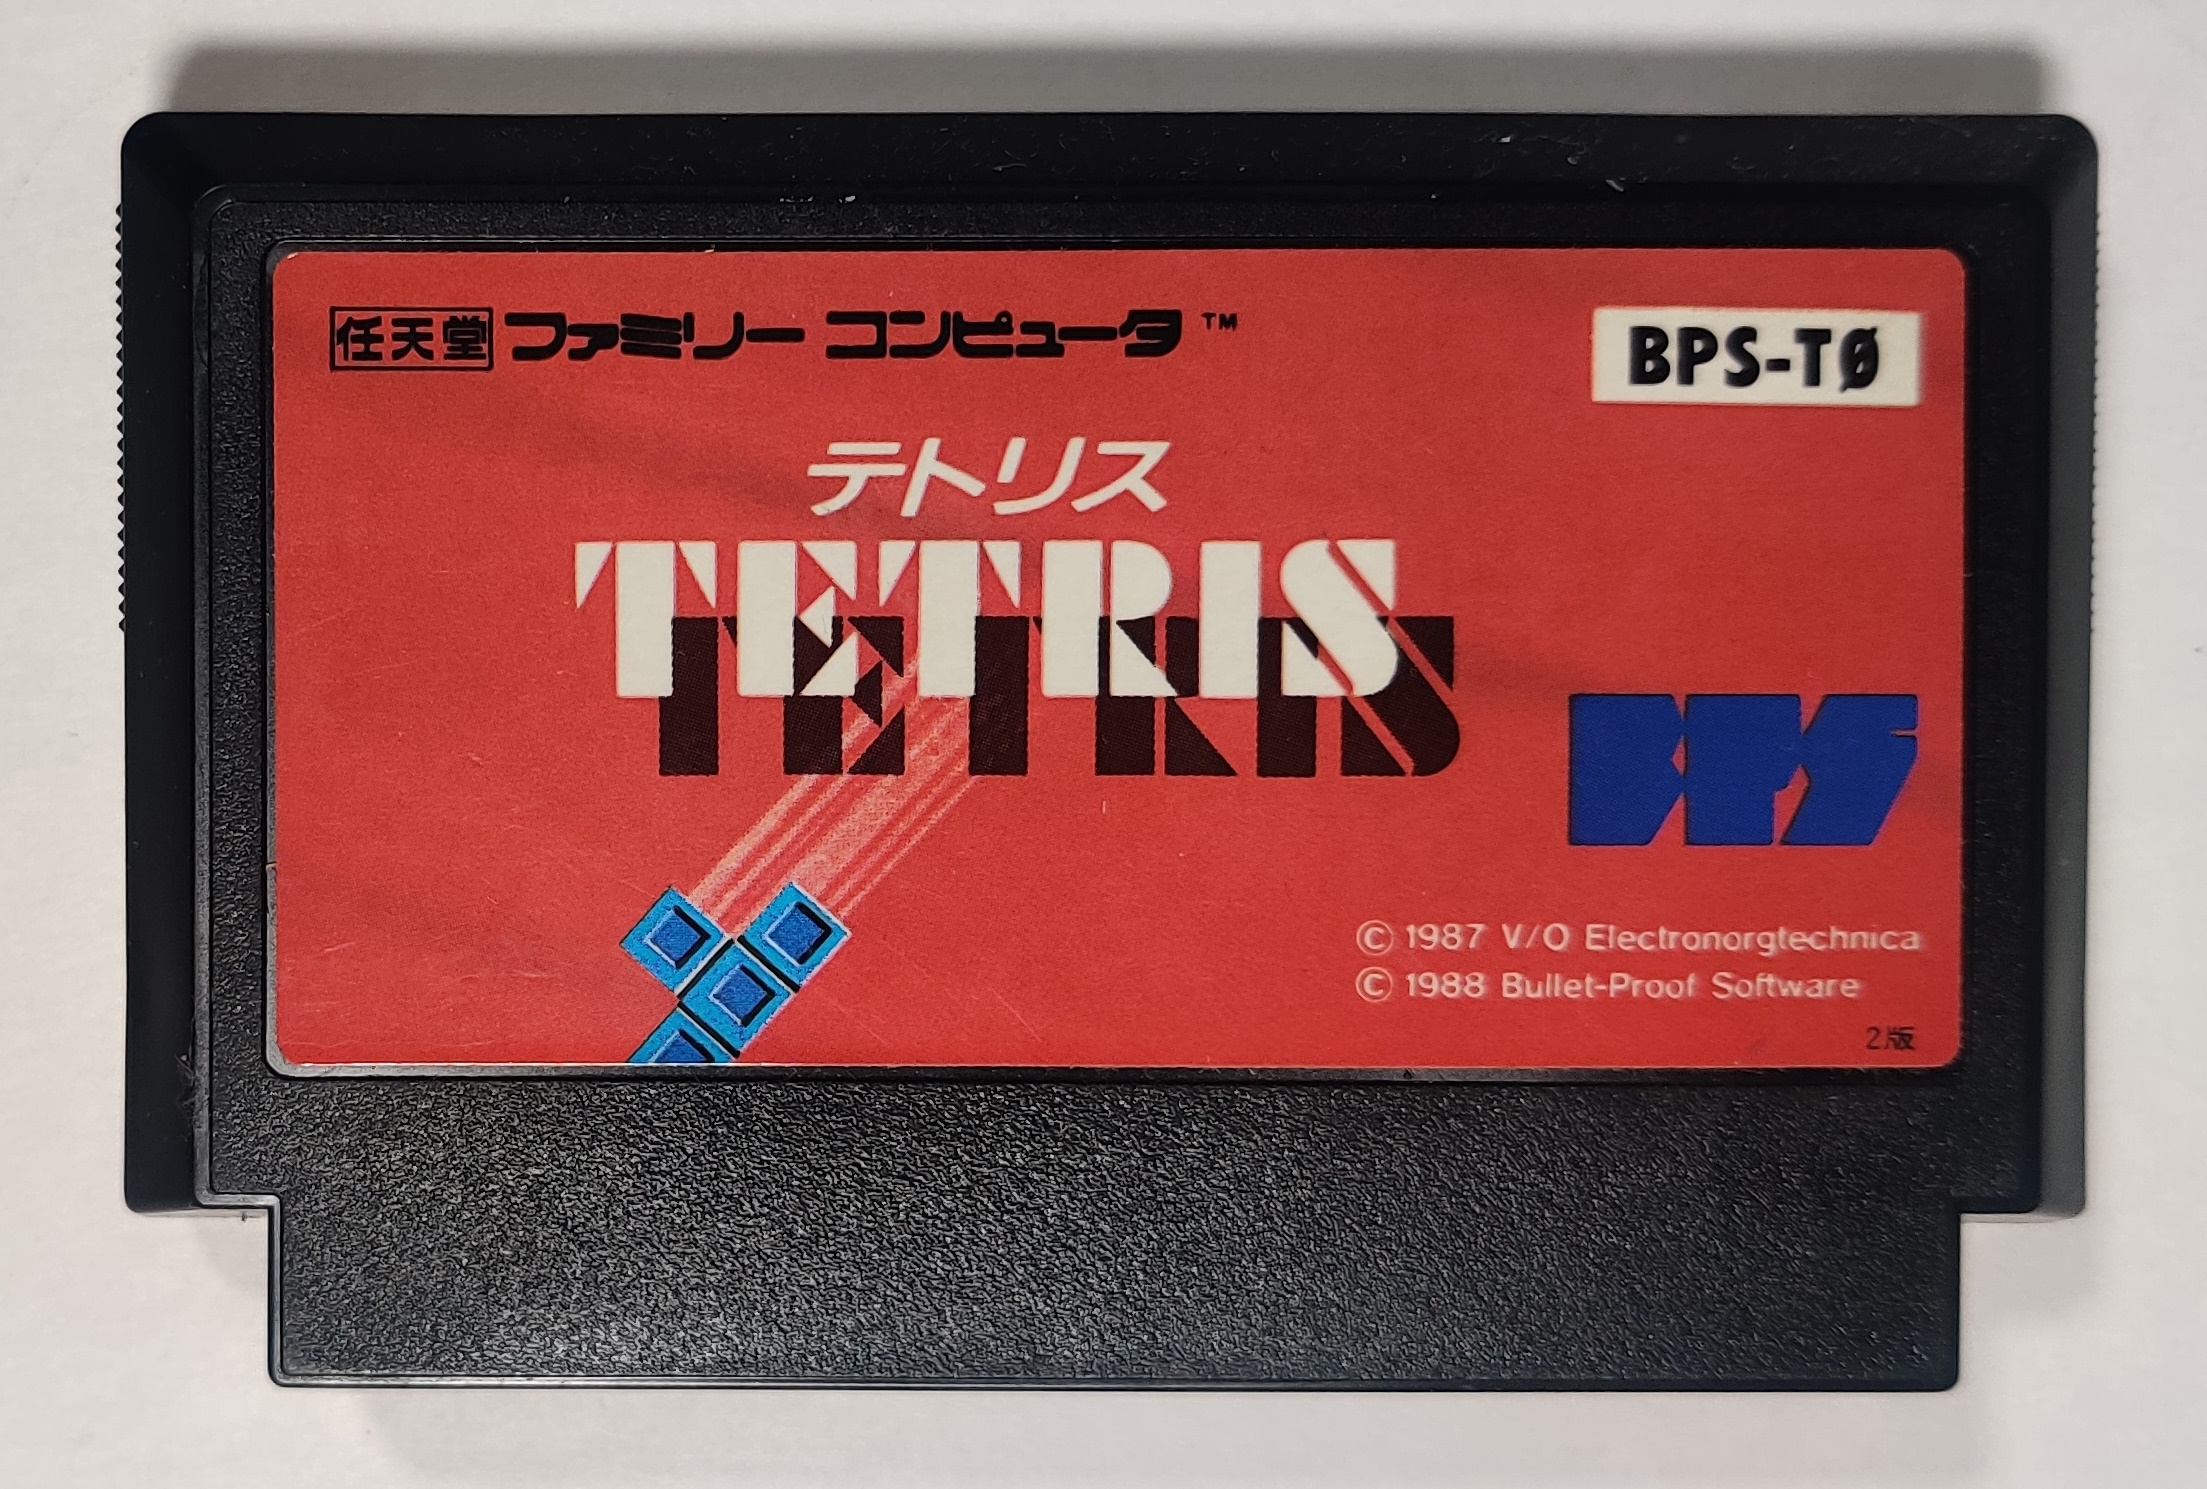 任天堂 ファミリー コンピュータ™
BPS-T0
テトリス
TETRIS
BPS
© 1987 V/O Electronorgtechnica
© 1988 Bullet-Proof Software
2版